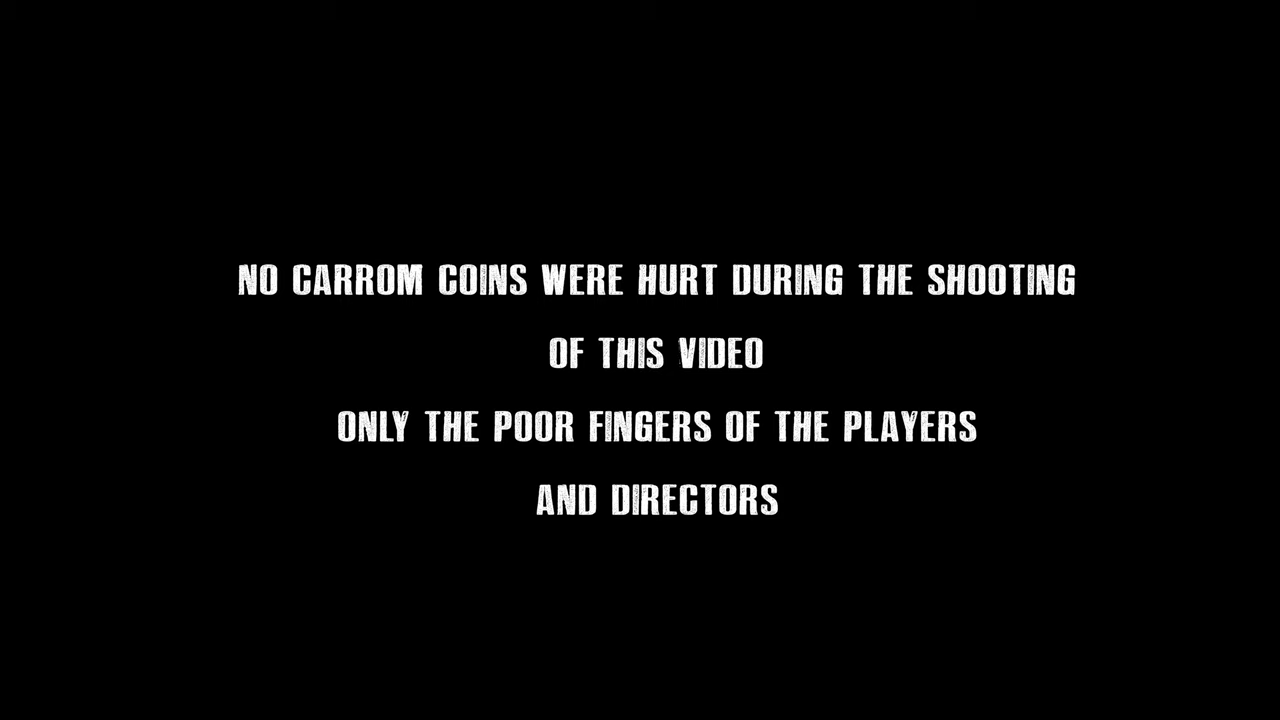 NO CARROM COINS WERE HURT DURING THE SHOOTING
OF THIS VIDEO
ONLY THE POOR FINGERS OF THE PLAYERS
AND DIRECTORS